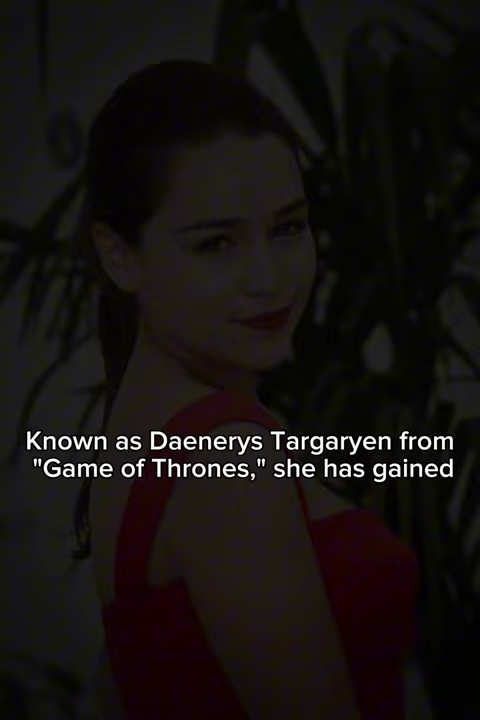 Known as Daenerys Targaryen from
"Game of Thrones," she has gained